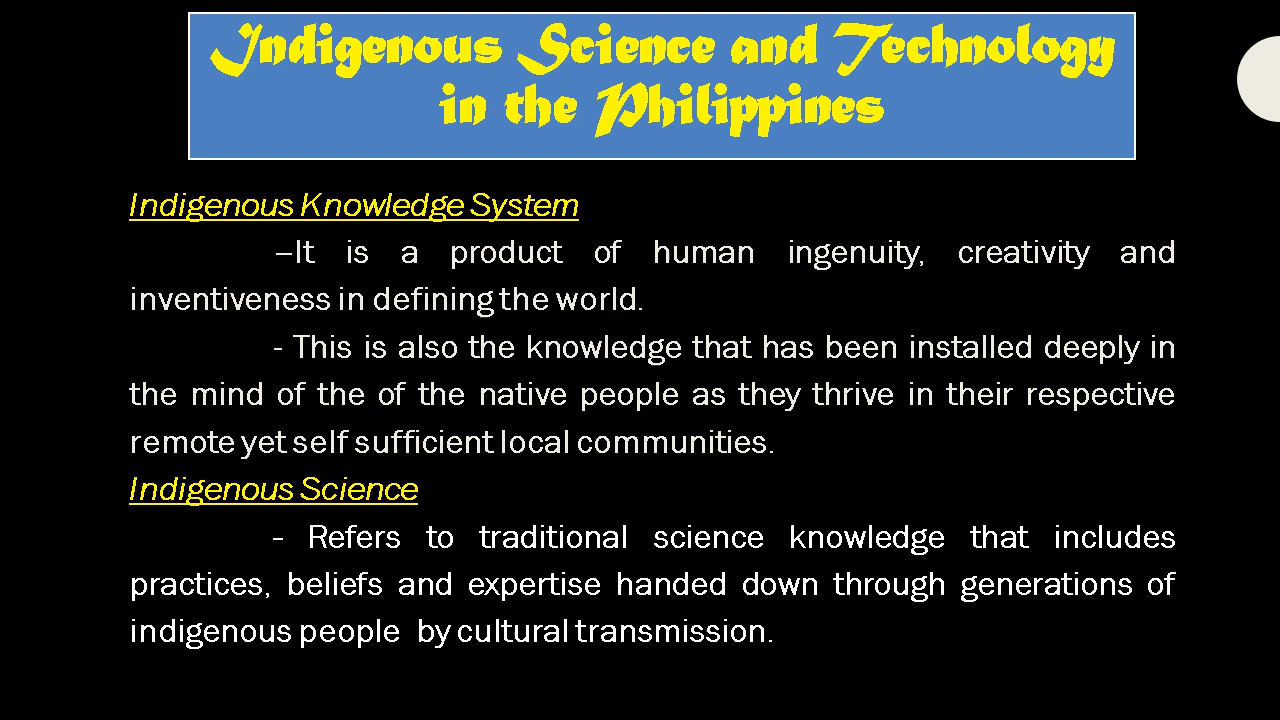 Indigenous Science and Technology
in the Philippines
Indigenous Knowledge System
–It is a product of human ingenuity, creativity and
inventiveness in defining the world.
- This is also the knowledge that has been installed deeply in
the mind of the of the native people as they thrive in their respective
remote yet self sufficient local communities.
Indigenous Science
- Refers to traditional science knowledge that includes
practices, beliefs and expertise handed down through generations of
indigenous people by cultural transmission.